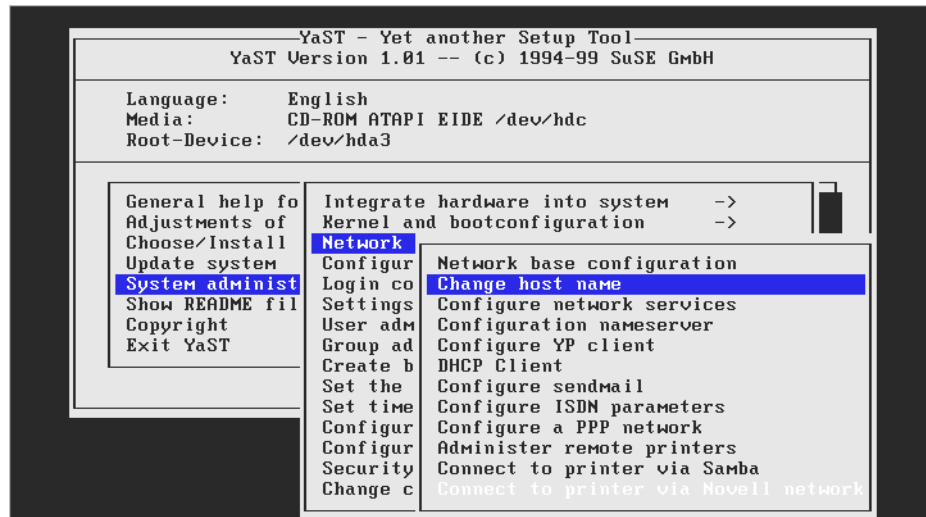 YaST - Yet another Setup Tool
YaST Version 1.01 -- (c) 1994-99 SuSE GmbH
Language: English
Media: CD-ROM ATAPI EIDE /dev/hdc
Root-Device: /dev/hda3
General help fo
Adjustments of
Choose/Install
Update system
System administ
Show README fil
Copyright
Exit YaST
Integrate hardware into system ->
Kernel and bootconfiguration ->
Network
Configur
Login co
Settings
User adm
Group ad
Create b
Set the
Set time
Configur
Configur
Security
Change c
Network base configuration
Change host name
Configure network services
Configuration nameserver
Configure YP client
DHCP Client
Configure sendmail
Configure ISDN parameters
Configure a PPP network
Administer remote printers
Connect to printer via Samba
Connect to printer via Novell network